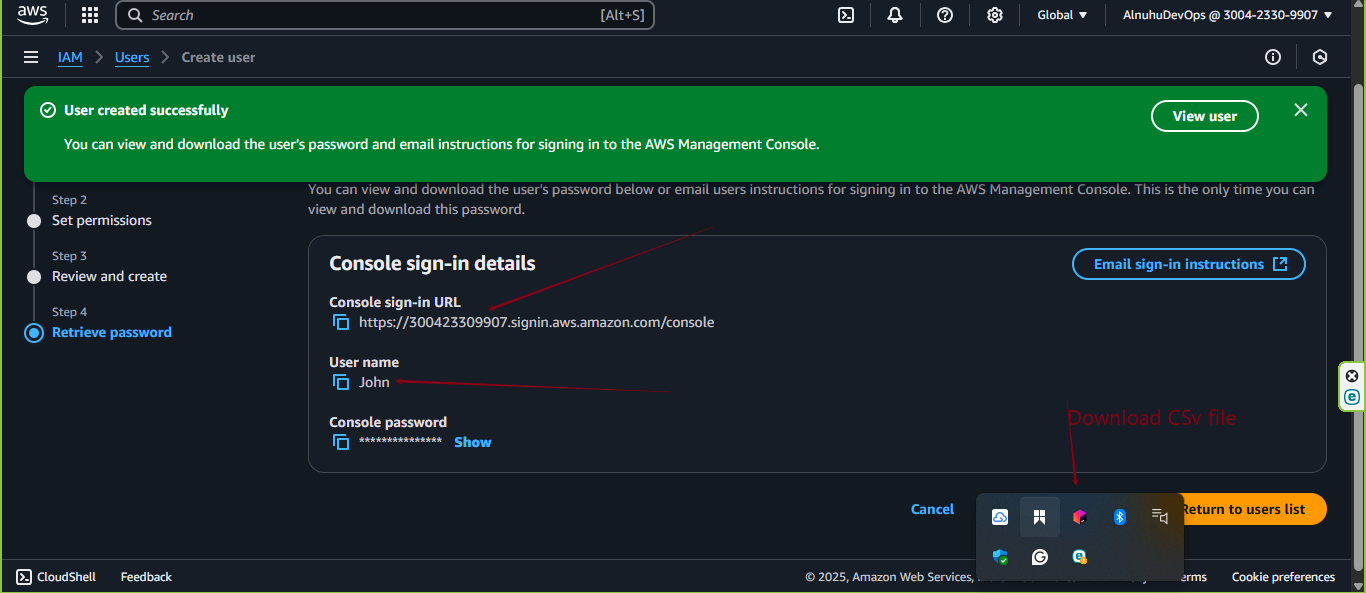 aws
Search [Alt+S] Global AlnuhuDevOps @ 3004-2330-9907
IAM > Users > Create user
User created successfully
View user
You can view and download the user's password and email instructions for signing in to the AWS Management Console.
You can view and download the user's password below or email users instructions for signing in to the AWS Management Console. This is the only time you can
view and download this password.
Step 2
Set permissions
Step 3
Review and create
Step 4
Retrieve password
Console sign-in details
Email sign-in instructions
Console sign-in URL
https://300423309907.signin.aws.amazon.com/console
User name
John
Console password
*************** Show
Download CSv file
Cancel
Return to users list
CloudShell Feedback
© 2025, Amazon Web Services,
Cookie preferences